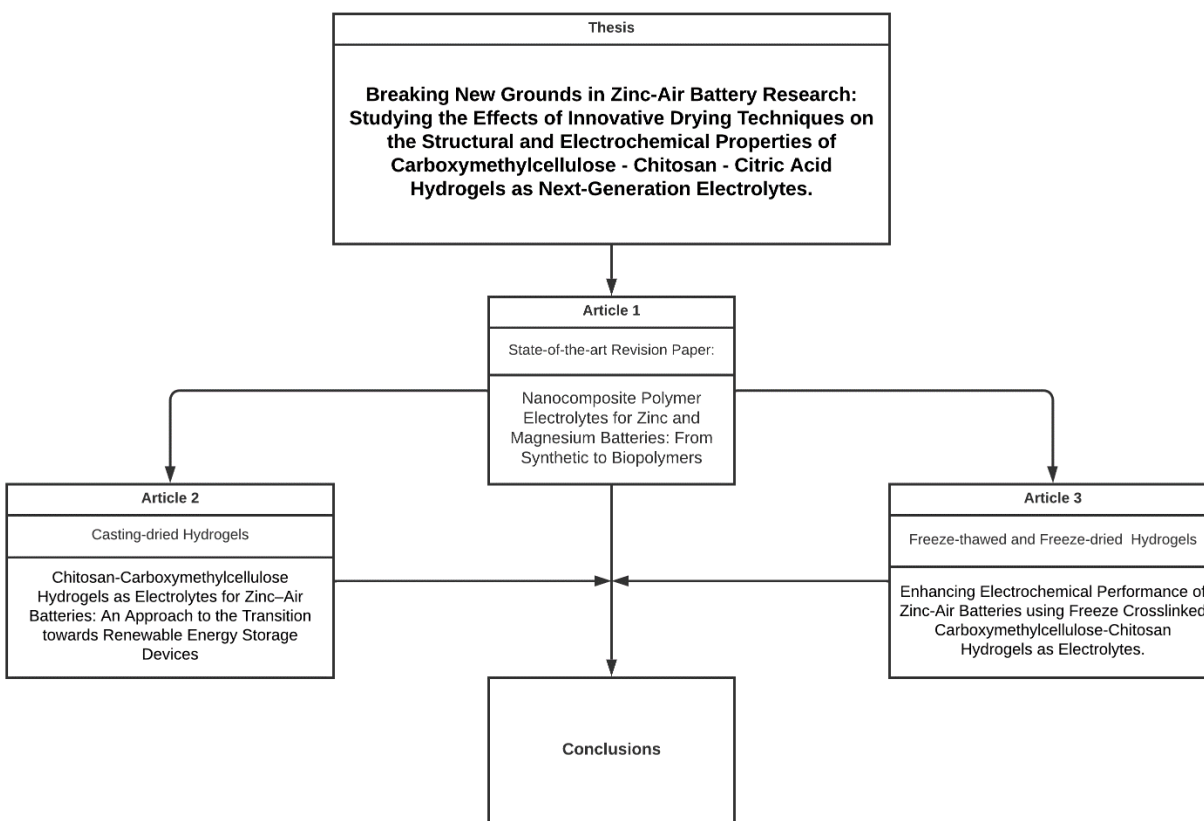 Thesis
Breaking New Grounds in Zinc-Air Battery Research:
Studying the Effects of Innovative Drying Techniques on
the Structural and Electrochemical Properties of
Carboxymethylcellulose - Chitosan - Citric Acid
Hydrogels as Next-Generation Electrolytes.
Article 1
State-of-the-art Revision Paper:
Nanocomposite Polymer
Electrolytes for Zinc and
Magnesium Batteries: From
Synthetic to Biopolymers
Article 2
Casting-dried Hydrogels
Chitosan-Carboxymethylcellulose
Hydrogels as Electrolytes for Zinc–Air
Batteries: An Approach to the Transition
towards Renewable Energy Storage
Devices
Article 3
Freeze-thawed and Freeze-dried Hydrogels
Enhancing Electrochemical Performance of
Zinc-Air Batteries using Freeze Crosslinked
Carboxymethylcellulose-Chitosan
Hydrogels as Electrolytes.
Conclusions